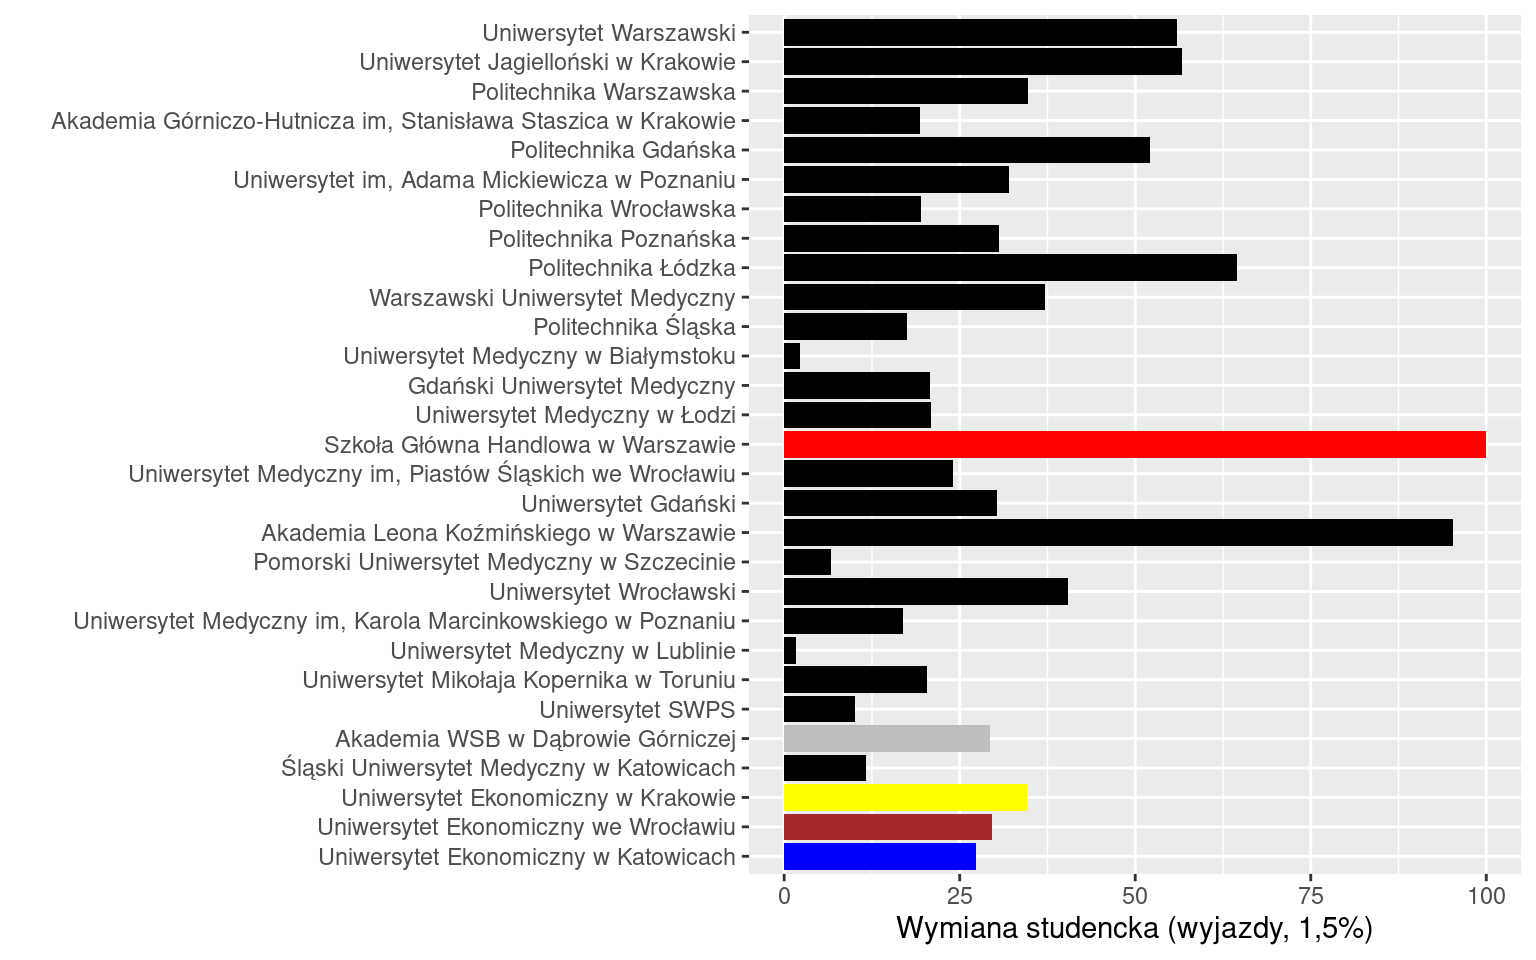 Uniwersytet Warszawski
Uniwersytet Jagielloński w Krakowie
Politechnika Warszawska
Akademia Górniczo-Hutnicza im, Stanisława Staszica w Krakowie
Politechnika Gdańska
Uniwersytet im, Adama Mickiewicza w Poznaniu
Politechnika Wrocławska
Politechnika Poznańska
Politechnika Łódzka
Warszawski Uniwersytet Medyczny
Politechnika Śląska
Uniwersytet Medyczny w Białymstoku
Gdański Uniwersytet Medyczny
Uniwersytet Medyczny w Łodzi
Szkoła Główna Handlowa w Warszawie
Uniwersytet Medyczny im, Piastów Śląskich we Wrocławiu
Uniwersytet Gdański
Akademia Leona Koźmińskiego w Warszawie
Pomorski Uniwersytet Medyczny w Szczecinie
Uniwersytet Wrocławski
Uniwersytet Medyczny im, Karola Marcinkowskiego w Poznaniu
Uniwersytet Medyczny w Lublinie
Uniwersytet Mikołaja Kopernika w Toruniu
Uniwersytet SWPS
Akademia WSB w Dąbrowie Górniczej
Śląski Uniwersytet Medyczny w Katowicach
Uniwersytet Ekonomiczny w Krakowie
Uniwersytet Ekonomiczny we Wrocławiu
Uniwersytet Ekonomiczny w Katowicach
0 25 50 75 100
Wymiana studencka (wyjazdy, 1,5%)